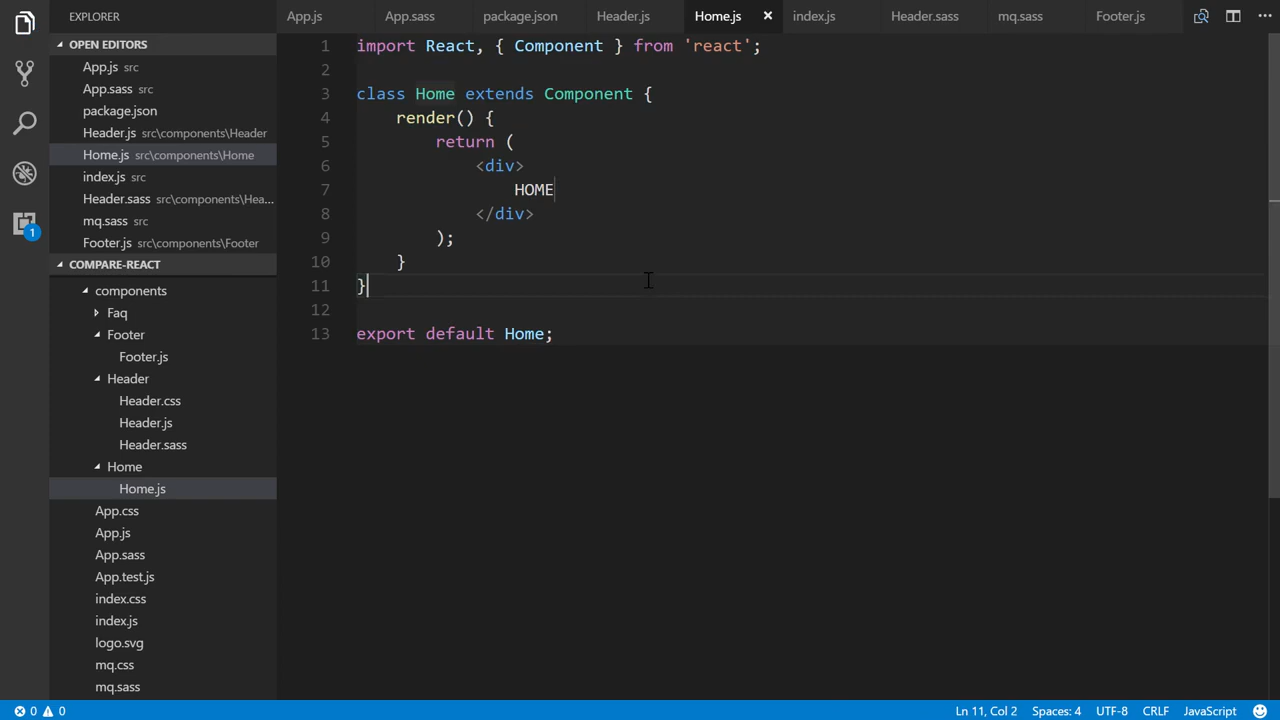 EXPLORER
OPEN EDITORS
App.js src
App.sass src
package.json
Header.js src\components\Header
Home.js src\components\Home
index.js src
Header.sass src\components\Hea...
mq.sass src
Footer.js src\components\Footer
COMPARE-REACT
components
Faq
Footer
Footer.js
Header
Header.css
Header.js
Header.sass
Home
Home.js
App.css
App.js
App.sass
App.test.js
index.css
index.js
logo.svg
mq.css
mq.sass
1
App.js App.sass package.json Header.js Home.js index.js Header.sass mq.sass Footer.js
1 import React, { Component } from 'react';
2
3 class Home extends Component {
4 render() {
5 return (
6 <div>
7 HOME
8 </div>
9 );
10 }
11 }
12
13 export default Home;
0 0 Ln 11, Col 2 Spaces: 4 UTF-8 CRLF JavaScript